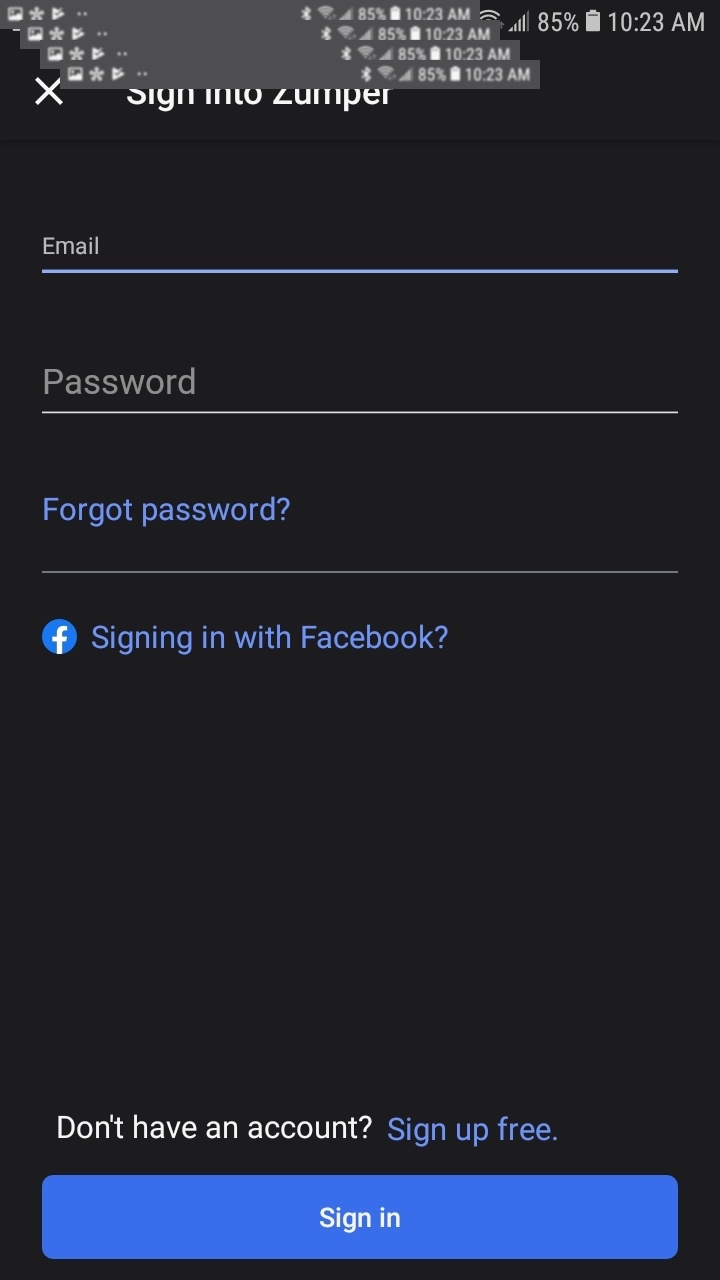 85% 10:23 AM
85% 10:23 AM
85% 10:23 AM
85% 10:23 AM
85% 10:23 AM
Sign into Zumper
Email
Password
Forgot password?
Signing in with Facebook?
Don't have an account? Sign up free.
Sign in